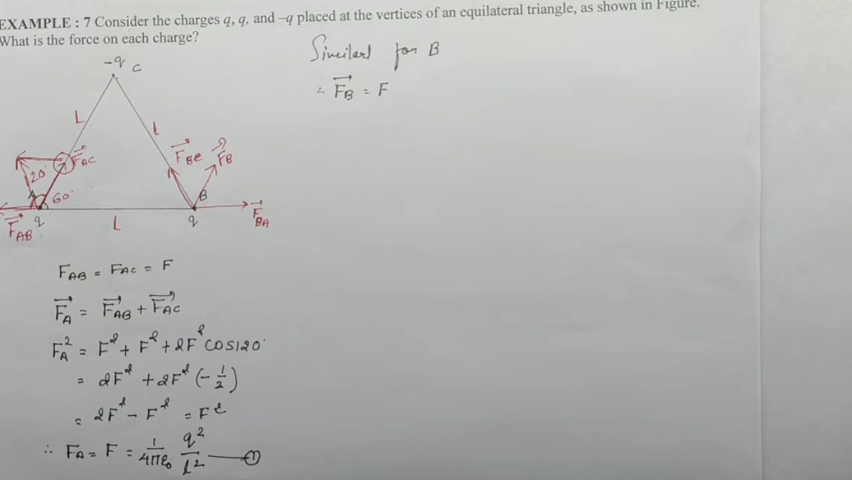 EXAMPLE : 7 Consider the charges q, q, and –q placed at the vertices of an equilateral triangle, as shown in Figure.
What is the force on each charge?
-q C
L
l
F⃗AC
120°
60°
A
q
F⃗AB
L
F⃗BC
F⃗B
B
q
F⃗BA
Similarl for B
∴ F⃗B = F
FAB = FAC = F
F⃗A = F⃗AB + F⃗AC
FA² = F² + F² + 2F² COS120°
= 2F² + 2F² (-1/2)
= 2F² - F² = F²
∴ FA = F = 1/4πε₀ q²/l² —— ①